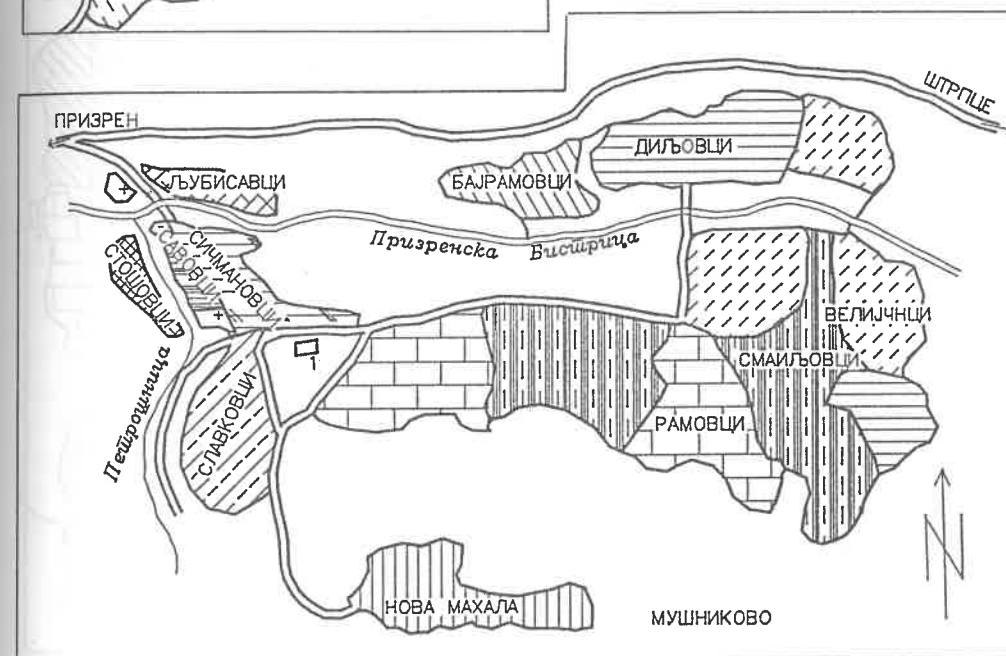 ШТРПЦЕ
ПРИЗРЕН
ДИЉОВЦИ
ЉУБИСАВЦИ
БАЈРАМОВЦИ
Призренска Бистрица
СИЧМАНОВЦИ
САВОВЦИ
СТОШОВЦИ
ВЕЛИЈЧНЦИ
СМАИЉОВЦИ
1
Петрошница
СЛАВКОВЦИ
РАМОВЦИ
N
НОВА МАХАЛА
МУШНИКОВО